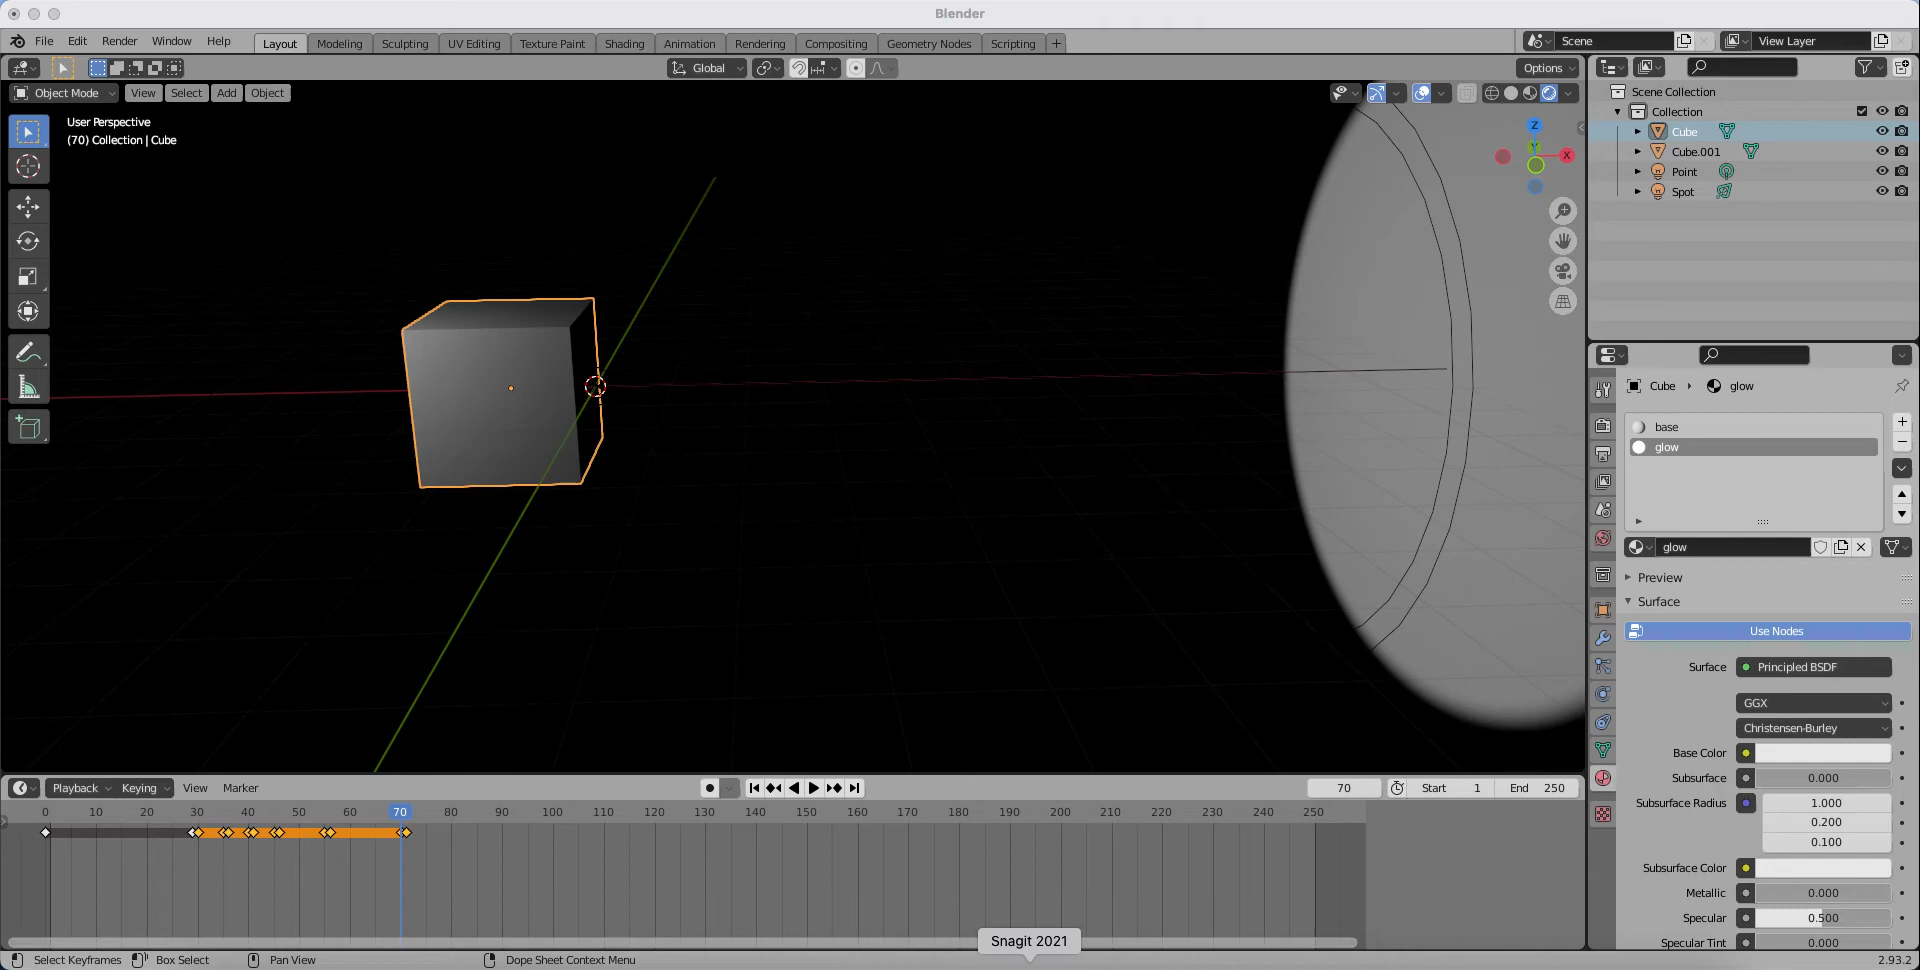 Blender
File Edit Render Window Help
Layout Modeling Sculpting UV Editing Texture Paint Shading Animation Rendering Compositing Geometry Nodes Scripting +
Scene
View Layer
Global
Options
Object Mode View Select Add Object
User Perspective
(70) Collection | Cube
Z
Y
X
Scene Collection
Collection
Cube
Cube.001
Point
Spot
Cube glow
base
glow
glow
Preview
Surface
Use Nodes
Surface Principled BSDF
GGX
Christensen-Burley
Base Color
Subsurface 0.000
Subsurface Radius 1.000
0.200
0.100
Subsurface Color
Metallic 0.000
Specular 0.500
Specular Tint 0.000
Playback Keying View Marker
70 Start 1 End 250
0 10 20 30 40 50 60 70 80 90 100 110 120 130 140 150 160 170 180 190 200 210 220 230 240 250
Snagit 2021
Select Keyframes Box Select Pan View Dope Sheet Context Menu
2.93.2